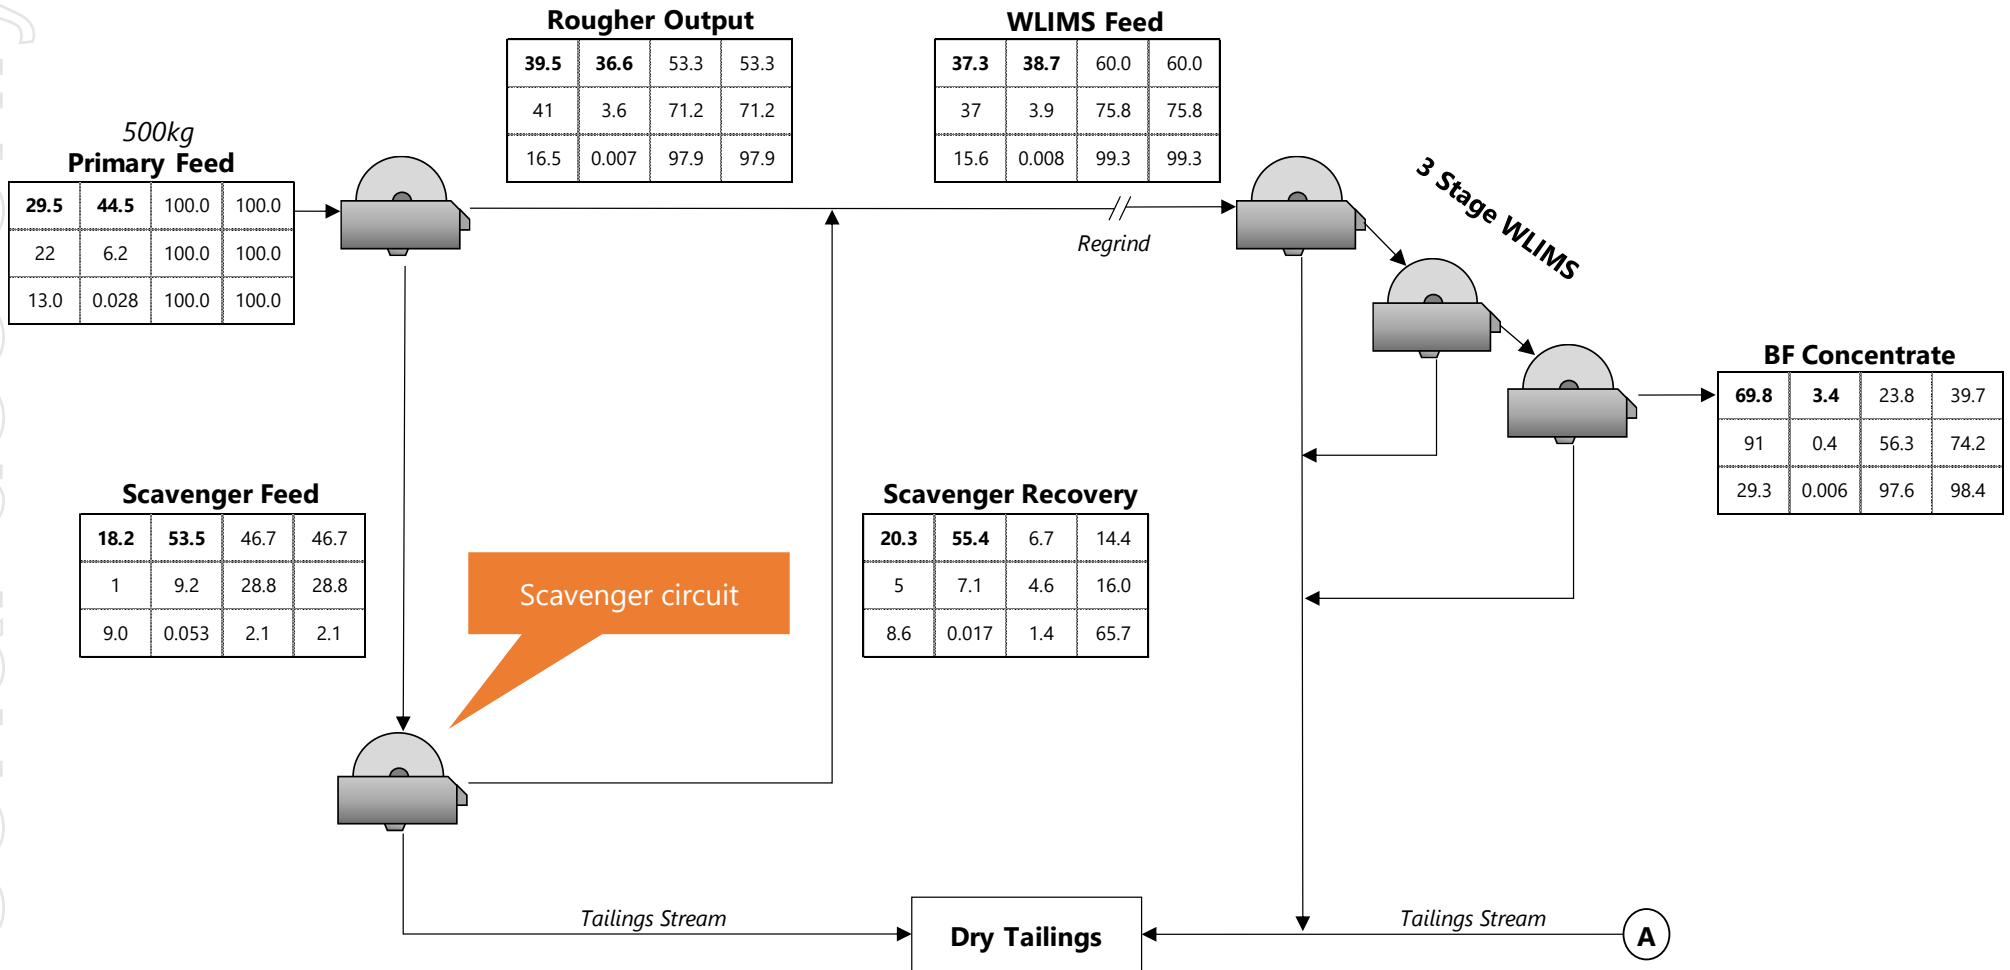 Rougher Output
39.5 36.6 53.3 53.3
41 3.6 71.2 71.2
16.5 0.007 97.9 97.9
WLIMS Feed
37.3 38.7 60.0 60.0
37 3.9 75.8 75.8
15.6 0.008 99.3 99.3
500kg
Primary Feed
29.5 44.5 100.0 100.0
22 6.2 100.0 100.0
13.0 0.028 100.0 100.0
Regrind
3 Stage WLIMS
BF Concentrate
69.8 3.4 23.8 39.7
91 0.4 56.3 74.2
29.3 0.006 97.6 98.4
Scavenger Feed
18.2 53.5 46.7 46.7
1 9.2 28.8 28.8
9.0 0.053 2.1 2.1
Scavenger circuit
Scavenger Recovery
20.3 55.4 6.7 14.4
5 7.1 4.6 16.0
8.6 0.017 1.4 65.7
Tailings Stream
Dry Tailings
Tailings Stream
A